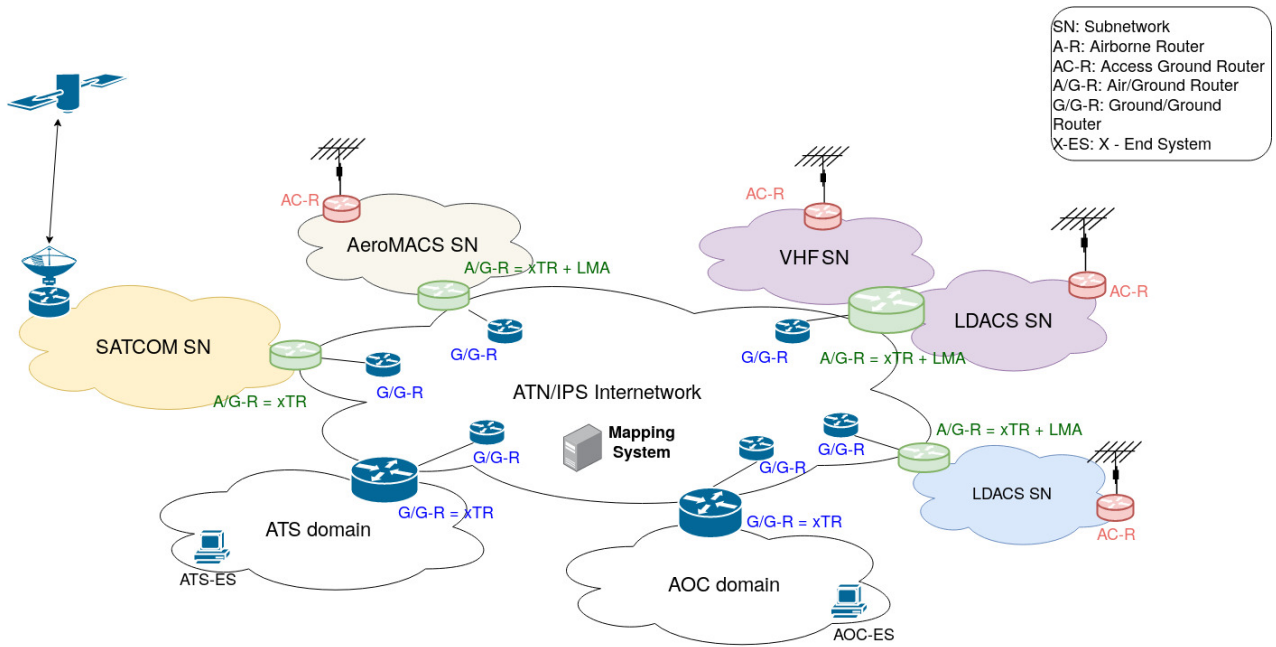 SN: Subnetwork
A-R: Airborne Router
AC-R: Access Ground Router
A/G-R: Air/Ground Router
G/G-R: Ground/Ground
Router
X-ES: X - End System
AC-R
AeroMACS SN
A/G-R = xTR + LMA
G/G-R
AC-R
VHF SN
AC-R
LDACS SN
G/G-R
A/G-R = xTR + LMA
SATCOM SN
G/G-R
A/G-R = xTR
ATN/IPS Internetwork
Mapping
System
G/G-R
G/G-R
G/G-R
A/G-R = xTR + LMA
LDACS SN
AC-R
G/G-R = xTR
ATS domain
ATS-ES
G/G-R = xTR
AOC domain
AOC-ES